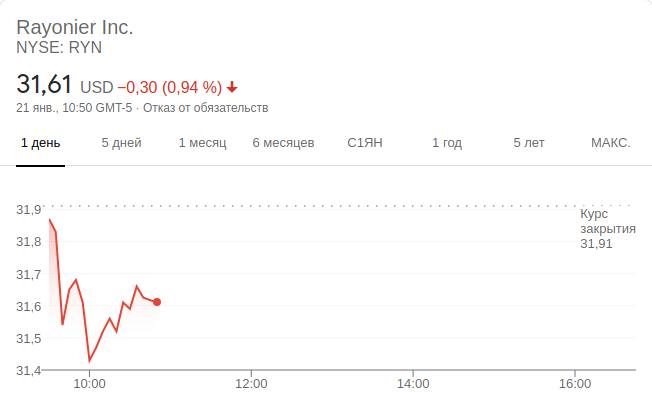 Rayonier Inc.
NYSE: RYN
31,61 USD −0,30 (0,94 %)
21 янв., 10:50 GMT-5 · Отказ от обязательств
1 день 5 дней 1 месяц 6 месяцев С1ЯН 1 год 5 лет МАКС.
31,9
Курс
закрытия
31,91
31,8
31,7
31,6
31,5
31,4
10:00 12:00 14:00 16:00